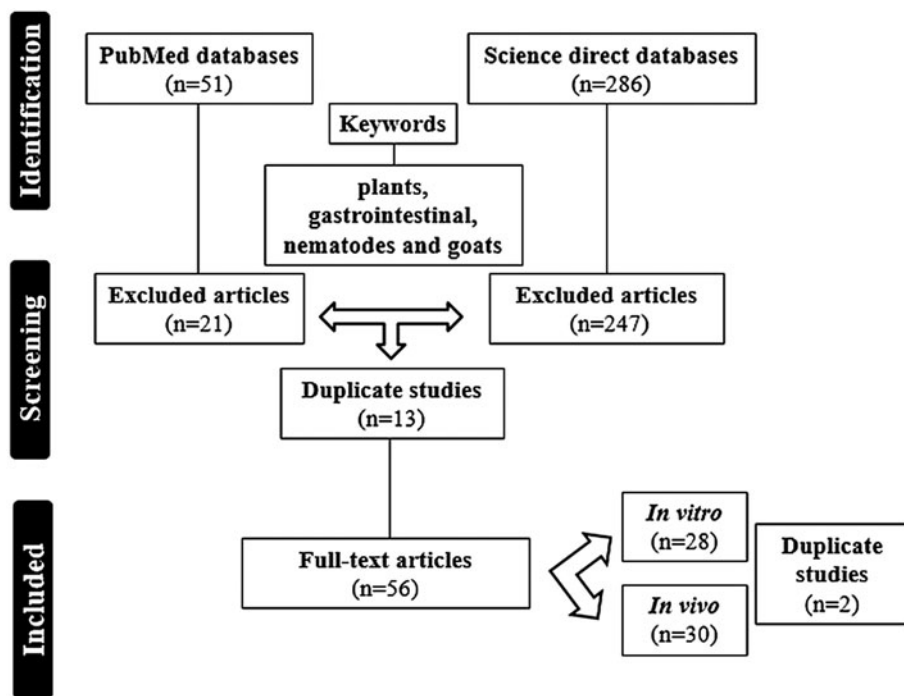 Identification
PubMed databases
(n=51)
Science direct databases
(n=286)
Keywords
plants,
gastrointestinal,
nematodes and goats
Screening
Excluded articles
(n=21)
Excluded articles
(n=247)
Duplicate studies
(n=13)
Included
Full-text articles
(n=56)
In vitro
(n=28)
In vivo
(n=30)
Duplicate
studies
(n=2)